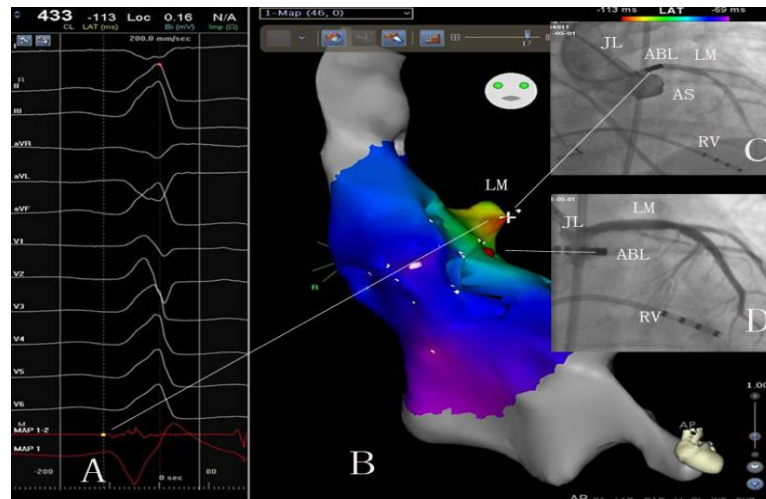 433 -113 Loc 0.16 N/A
CL LAT (ms) Bi (mV) Imp (Ω)
200.0 mm/sec
I
II
R
III
aVR
aVL
aVF
V1
V2
V3
V4
V5
V6
M
MAP 1-2
MAP 1
-200 0 sec 80
A
1-Map (46, 0)
17
LM
R
B
AP
AP
1.00
-113 ms LAT -69 ms
JL ABL LM
AS
RV
C
-05-01
LM
JL
ABL
RV
D